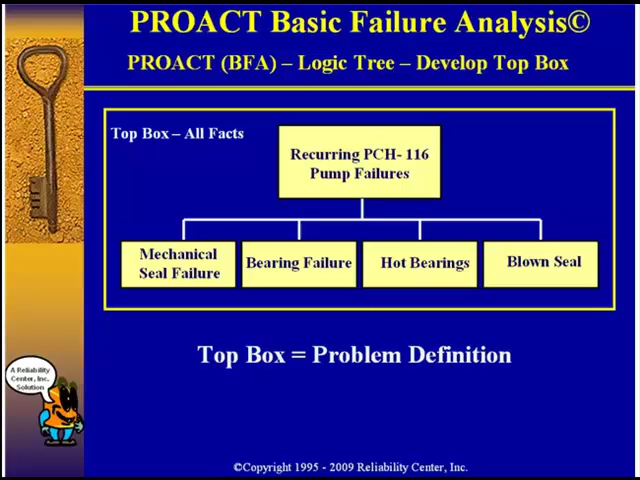 PROACT Basic Failure Analysis©
PROACT (BFA) – Logic Tree – Develop Top Box
Top Box – All Facts
Recurring PCH- 116
Pump Failures
Mechanical
Seal Failure
Bearing Failure
Hot Bearings
Blown Seal
Top Box = Problem Definition
A Reliability
Center, Inc.
Solution
©Copyright 1995 - 2009 Reliability Center, Inc.